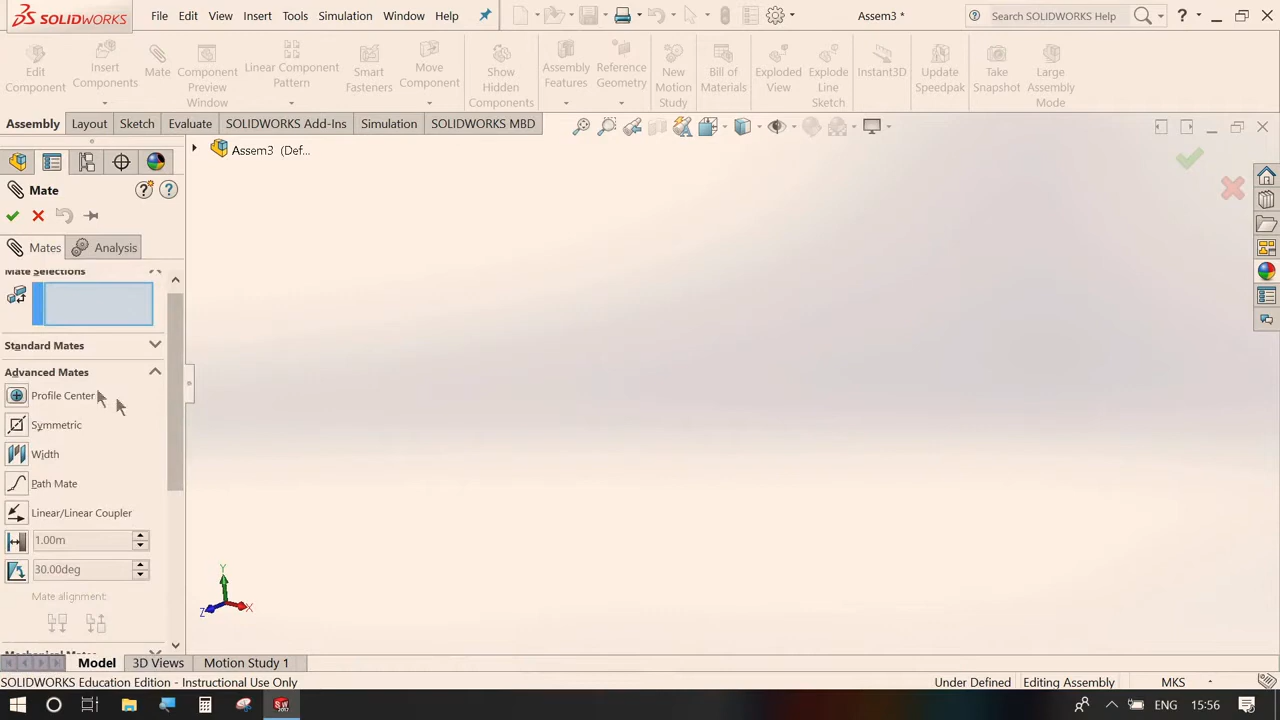 SOLIDWORKS File Edit View Insert Tools Simulation Window Help Assem3 * Search SOLIDWORKS Help ?
Edit Component
Insert Components
Mate
Component Preview Window
Linear Component Pattern
Smart Fasteners
Move Component
Show Hidden Components
Assembly Features
Reference Geometry
New Motion Study
Bill of Materials
Exploded View
Explode Line Sketch
Instant3D
Update Speedpak
Take Snapshot
Large Assembly Mode
Assembly Layout Sketch Evaluate SOLIDWORKS Add-Ins Simulation SOLIDWORKS MBD
Assem3 (Def...
Mate
Mates Analysis
Mate Selections
Standard Mates
Advanced Mates
Profile Center
Symmetric
Width
Path Mate
Linear/Linear Coupler
1.00m
30.00deg
Mate alignment:
Mechanical Mates
Y
Z X
Model 3D Views Motion Study 1
SOLIDWORKS Education Edition - Instructional Use Only Under Defined Editing Assembly MKS
ENG 15:56